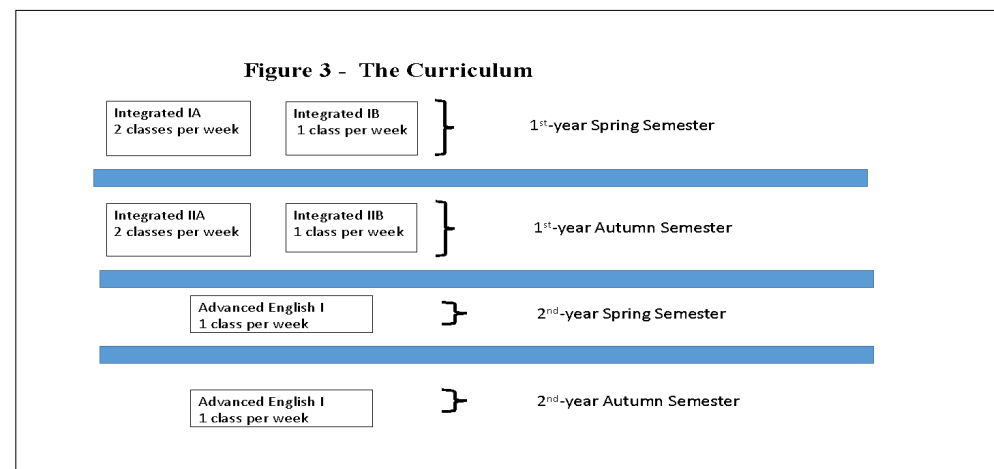 Figure 3 - The Curriculum
Integrated IA
2 classes per week
Integrated IB
1 class per week
1st-year Spring Semester
Integrated IIA
2 classes per week
Integrated IIB
1 class per week
1st-year Autumn Semester
Advanced English I
1 class per week
2nd-year Spring Semester
Advanced English I
1 class per week
2nd-year Autumn Semester